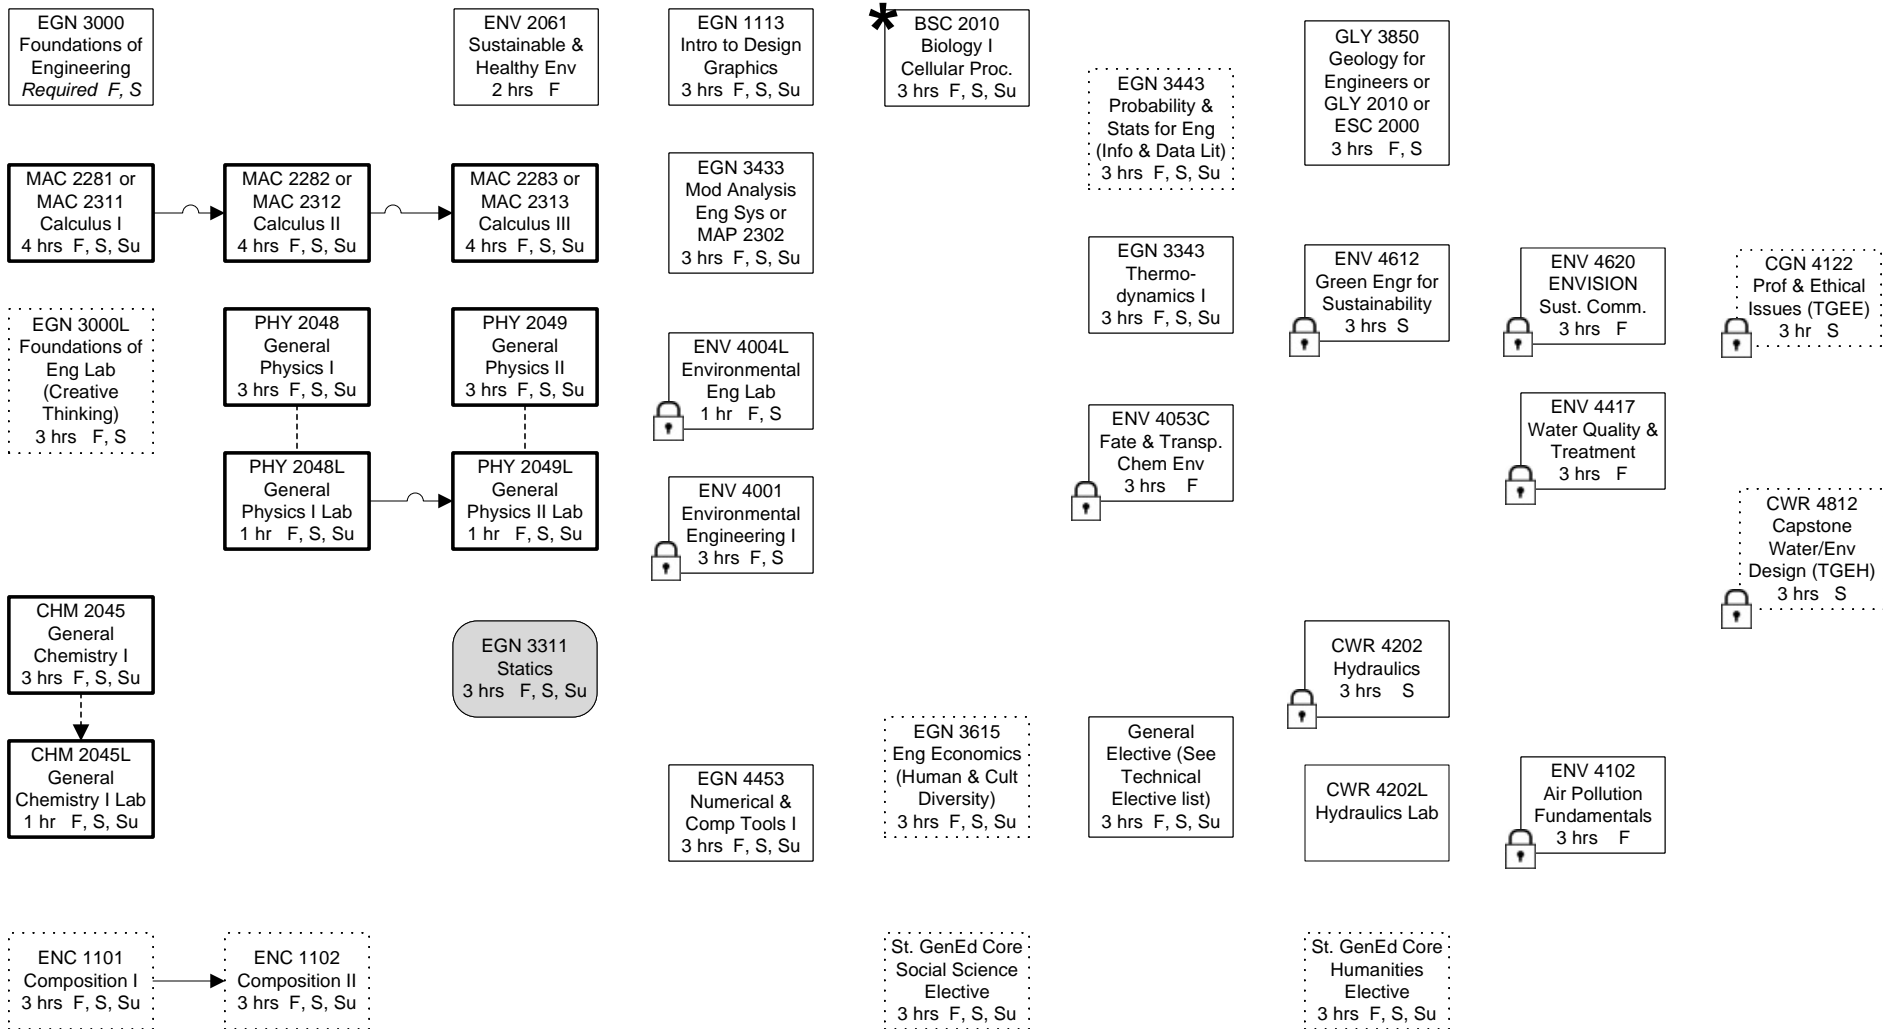 EGN 3000
Foundations of
Engineering
Required F, S
ENV 2061
Sustainable &
Healthy Env
2 hrs F
EGN 1113
Intro to Design
Graphics
3 hrs F, S, Su
*
BSC 2010
Biology I
Cellular Proc.
3 hrs F, S, Su
EGN 3443
Probability &
Stats for Eng
(Info & Data Lit)
3 hrs F, S, Su
GLY 3850
Geology for
Engineers or
GLY 2010 or
ESC 2000
3 hrs F, S
MAC 2281 or
MAC 2311
Calculus I
4 hrs F, S, Su
MAC 2282 or
MAC 2312
Calculus II
4 hrs F, S, Su
MAC 2283 or
MAC 2313
Calculus III
4 hrs F, S, Su
EGN 3433
Mod Analysis
Eng Sys or
MAP 2302
3 hrs F, S, Su
EGN 3343
Thermo-
dynamics I
3 hrs F, S, Su
ENV 4612
Green Engr for
Sustainability
3 hrs S
ENV 4620
ENVISION
Sust. Comm.
3 hrs F
CGN 4122
Prof & Ethical
Issues (TGEE)
3 hr S
EGN 3000L
Foundations of
Eng Lab
(Creative
Thinking)
3 hrs F, S
PHY 2048
General
Physics I
3 hrs F, S, Su
PHY 2049
General
Physics II
3 hrs F, S, Su
ENV 4004L
Environmental
Eng Lab
1 hr F, S
ENV 4053C
Fate & Transp.
Chem Env
3 hrs F
ENV 4417
Water Quality &
Treatment
3 hrs F
PHY 2048L
General
Physics I Lab
1 hr F, S, Su
PHY 2049L
General
Physics II Lab
1 hr F, S, Su
ENV 4001
Environmental
Engineering I
3 hrs F, S
CWR 4812
Capstone
Water/Env
Design (TGEH)
3 hrs S
CHM 2045
General
Chemistry I
3 hrs F, S, Su
EGN 3311
Statics
3 hrs F, S, Su
CWR 4202
Hydraulics
3 hrs S
CHM 2045L
General
Chemistry I Lab
1 hr F, S, Su
EGN 4453
Numerical &
Comp Tools I
3 hrs F, S, Su
EGN 3615
Eng Economics
(Human & Cult
Diversity)
3 hrs F, S, Su
General
Elective (See
Technical
Elective list)
3 hrs F, S, Su
CWR 4202L
Hydraulics Lab
ENV 4102
Air Pollution
Fundamentals
3 hrs F
ENC 1101
Composition I
3 hrs F, S, Su
ENC 1102
Composition II
3 hrs F, S, Su
St. GenEd Core
Social Science
Elective
3 hrs F, S, Su
St. GenEd Core
Humanities
Elective
3 hrs F, S, Su